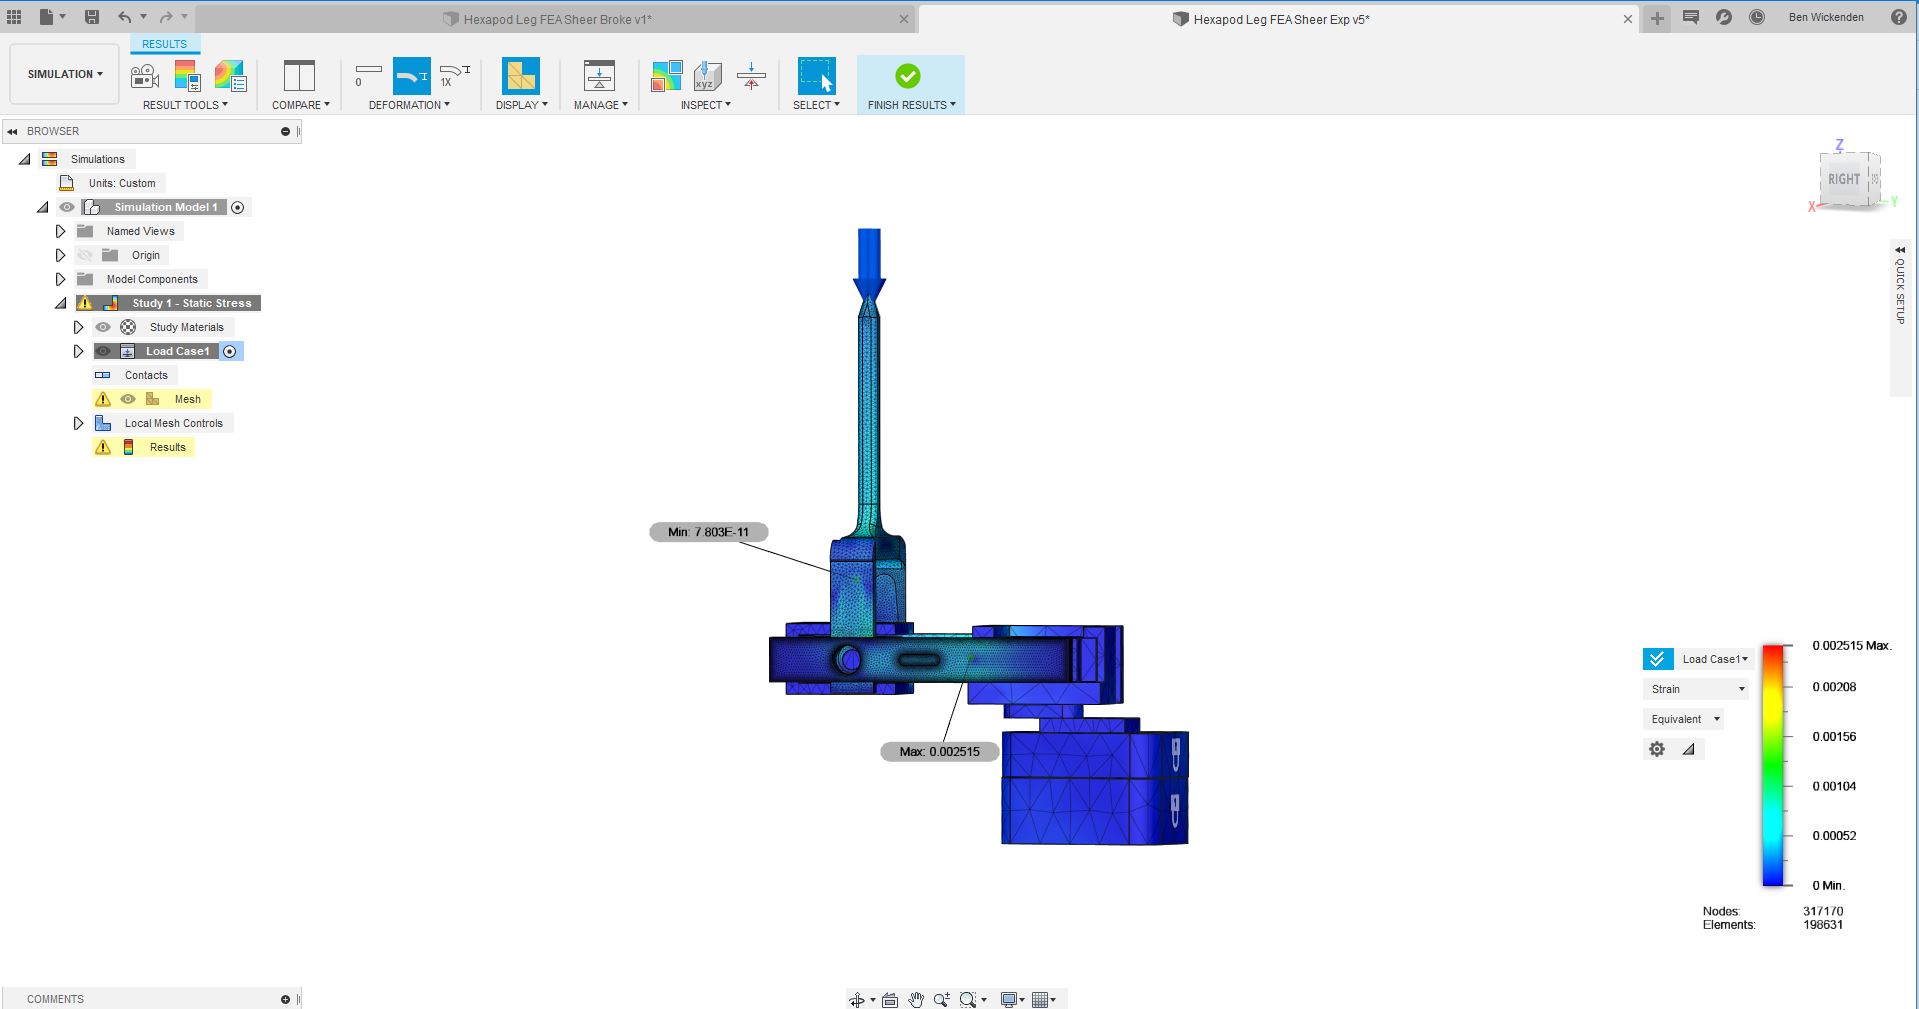 Hexapod Leg FEA Sheer Broke v1*
Hexapod Leg FEA Sheer Exp v5*
Ben Wickenden
RESULTS
SIMULATION
0
1X
xyz
RESULT TOOLS
COMPARE
DEFORMATION
DISPLAY
MANAGE
INSPECT
SELECT
FINISH RESULTS
BROWSER
Simulations
Units: Custom
Simulation Model 1
Named Views
Origin
Model Components
Study 1 - Static Stress
Study Materials
Load Case1
Contacts
Mesh
Local Mesh Controls
Results
Z
RIGHT
X
Y
QUICK SETUP
Min: 7.803E-11
Max: 0.002515
Load Case1
Strain
Equivalent
0.002515 Max.
0.00208
0.00156
0.00104
0.00052
0 Min.
Nodes: 317170
Elements: 198631
COMMENTS